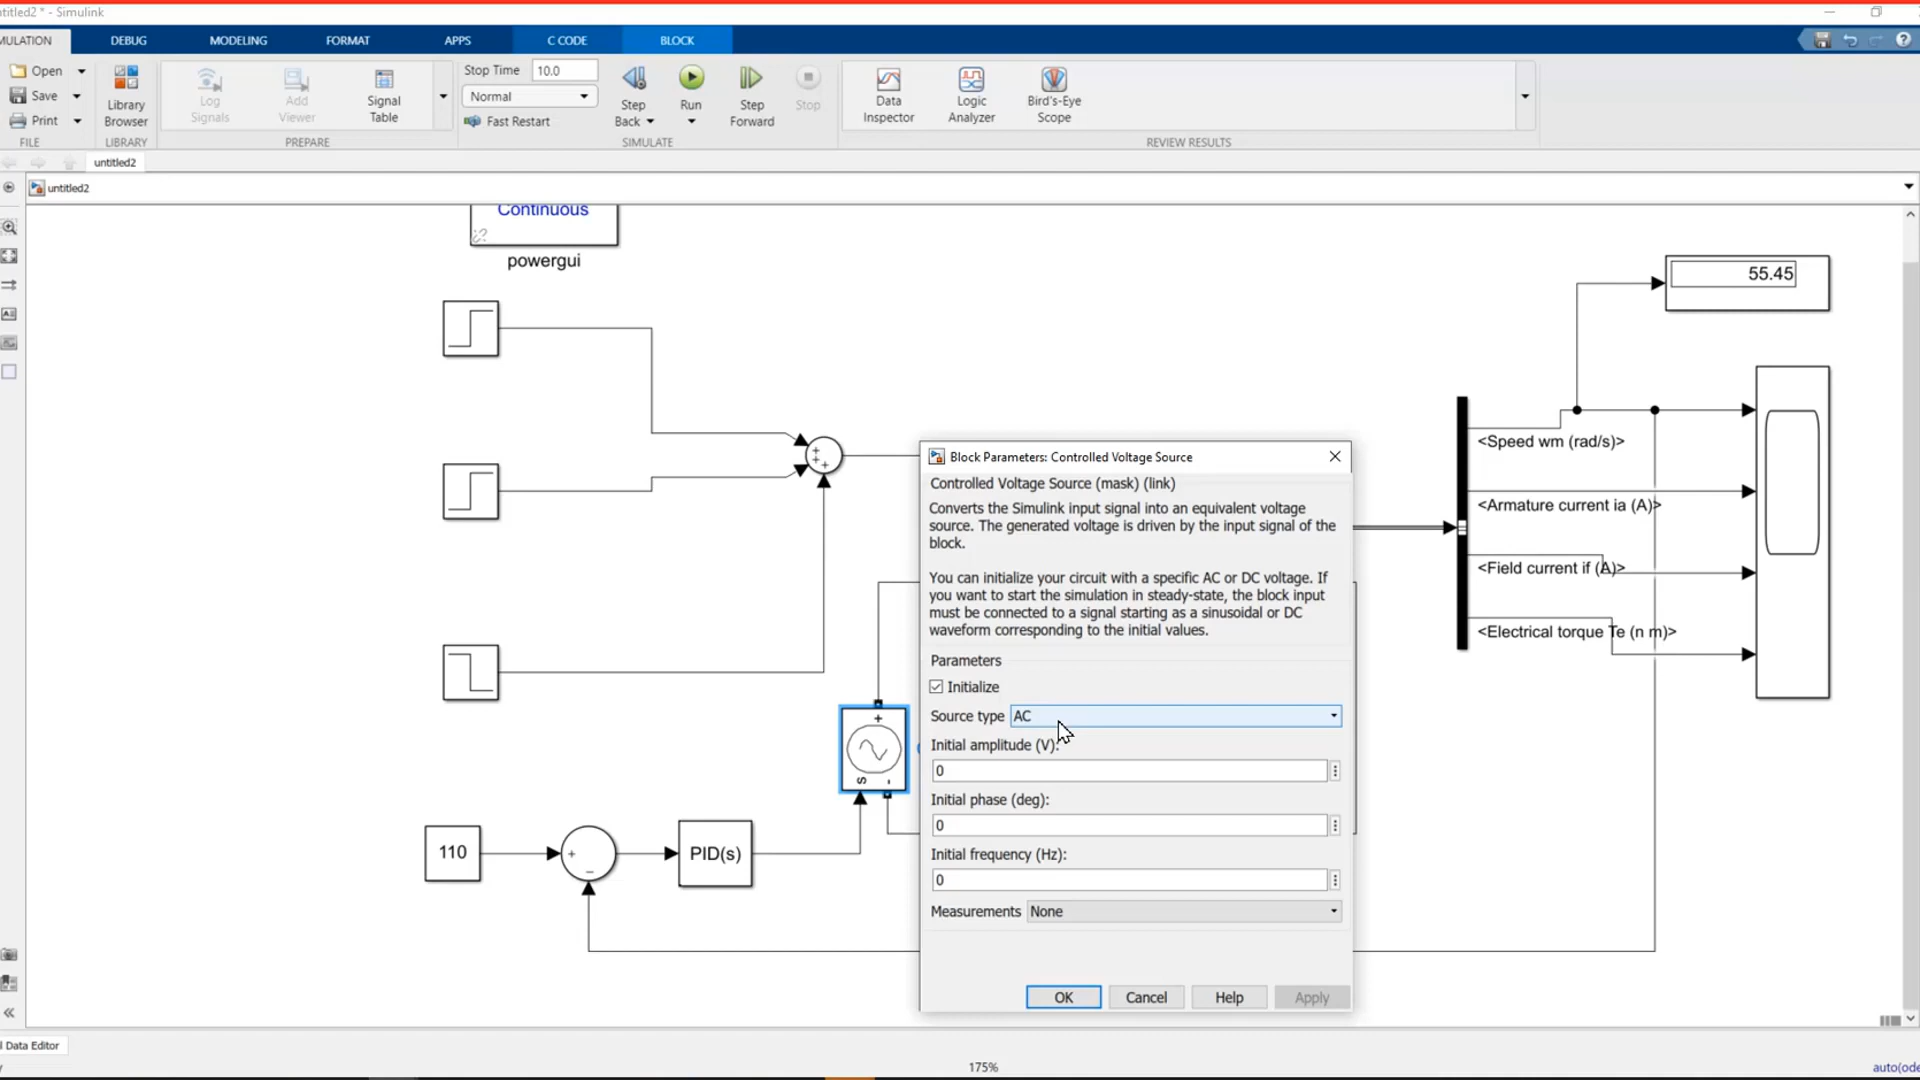 ntitled2 * - Simulink
MULATION
DEBUG
MODELING
FORMAT
APPS
C CODE
BLOCK
Open
Save
Print
FILE
Library
Browser
LIBRARY
Log
Signals
Add
Viewer
Signal
Table
PREPARE
Stop Time 10.0
Normal
Fast Restart
Step
Back
Run
Step
Forward
Stop
SIMULATE
Data
Inspector
Logic
Analyzer
Bird's-Eye
Scope
REVIEW RESULTS
untitled2
untitled2
Continuous
powergui
55.45
<Speed wm (rad/s)>
<Armature current ia (A)>
<Field current if (A)>
<Electrical torque Te (n m)>
+
+
+
+
s -
110
+
−
PID(s)
Block Parameters: Controlled Voltage Source
Controlled Voltage Source (mask) (link)
Converts the Simulink input signal into an equivalent voltage
source. The generated voltage is driven by the input signal of the
block.
You can initialize your circuit with a specific AC or DC voltage. If
you want to start the simulation in steady-state, the block input
must be connected to a signal starting as a sinusoidal or DC
waveform corresponding to the initial values.
Parameters
Initialize
Source type AC
Initial amplitude (V):
0
Initial phase (deg):
0
Initial frequency (Hz):
0
Measurements None
OK
Cancel
Help
Apply
l Data Editor
175%
auto(ode